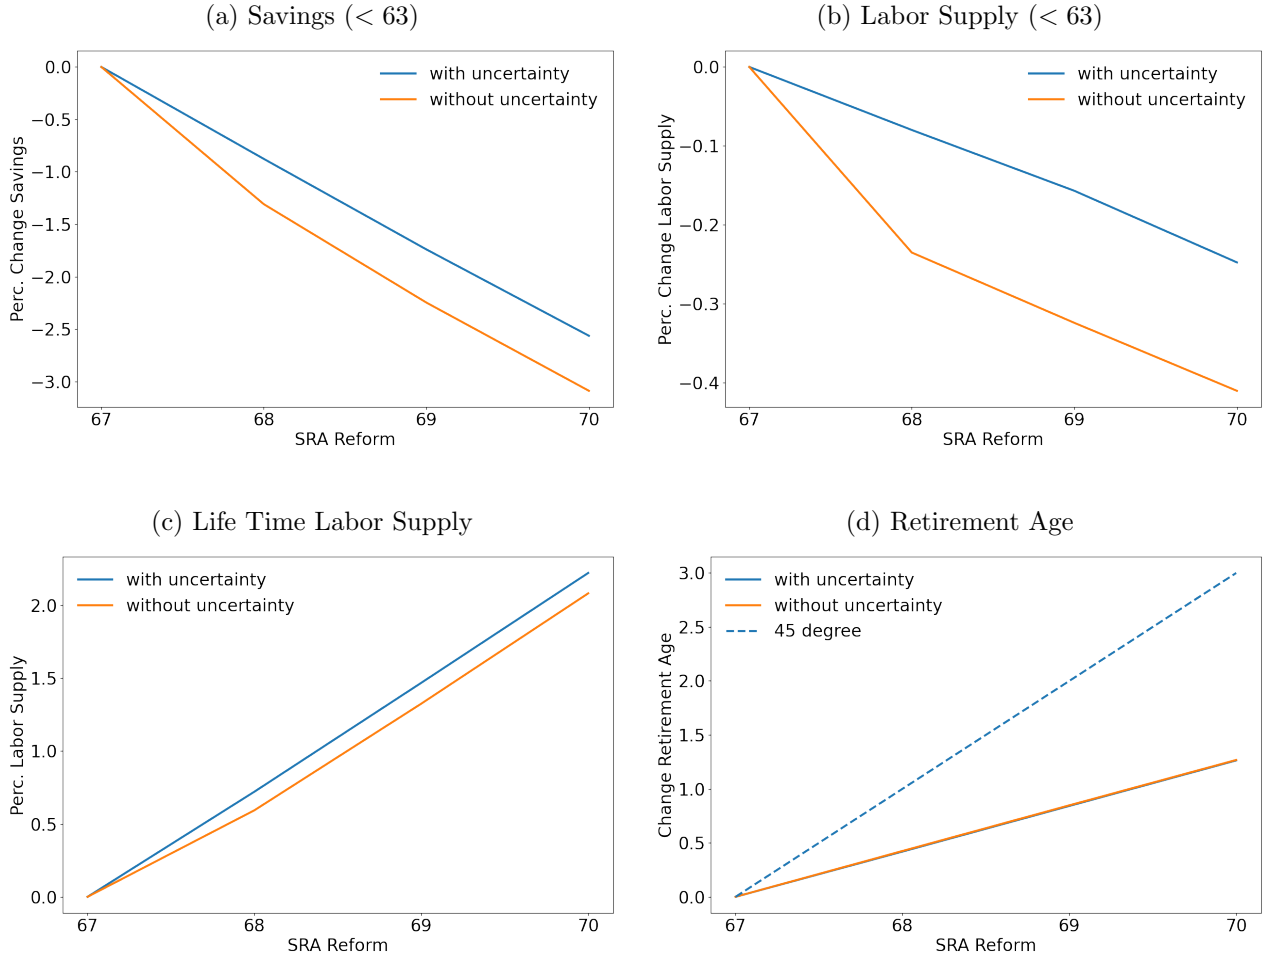 (a) Savings (< 63)
0.0
−0.5
−1.0
−1.5
−2.0
−2.5
−3.0
Perc. Change Savings
with uncertainty
without uncertainty
67 68 69 70
SRA Reform
(b) Labor Supply (< 63)
0.0
−0.1
−0.2
−0.3
−0.4
Perc. Change Labor Supply
with uncertainty
without uncertainty
67 68 69 70
SRA Reform
(c) Life Time Labor Supply
2.0
1.5
1.0
0.5
0.0
Perc. Labor Supply
with uncertainty
without uncertainty
67 68 69 70
SRA Reform
(d) Retirement Age
3.0
2.5
2.0
1.5
1.0
0.5
0.0
Change Retirement Age
with uncertainty
without uncertainty
45 degree
67 68 69 70
SRA Reform